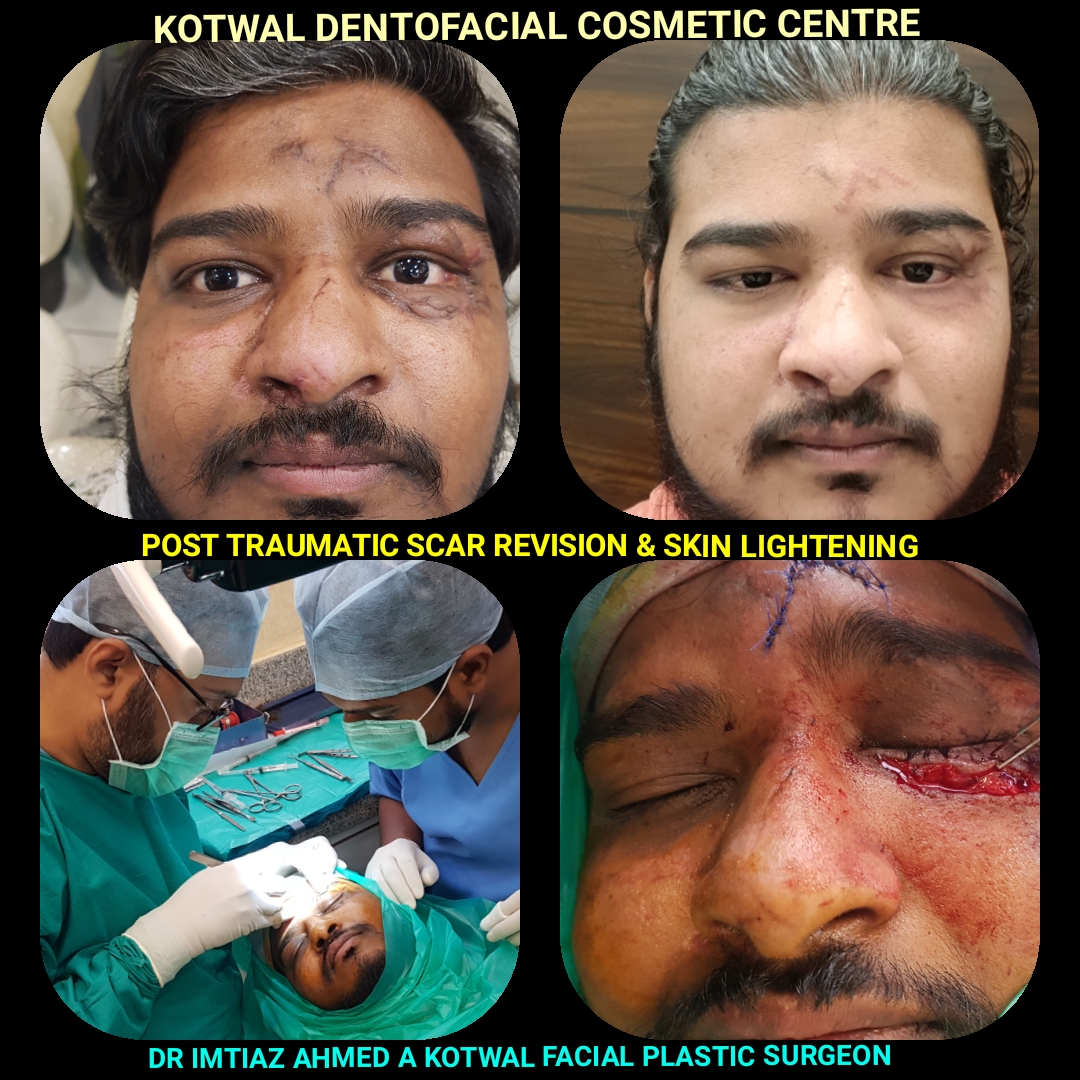 KOTWAL DENTOFACIAL COSMETIC CENTRE
POST TRAUMATIC SCAR REVISION & SKIN LIGHTENING
DR IMTIAZ AHMED A KOTWAL FACIAL PLASTIC SURGEON